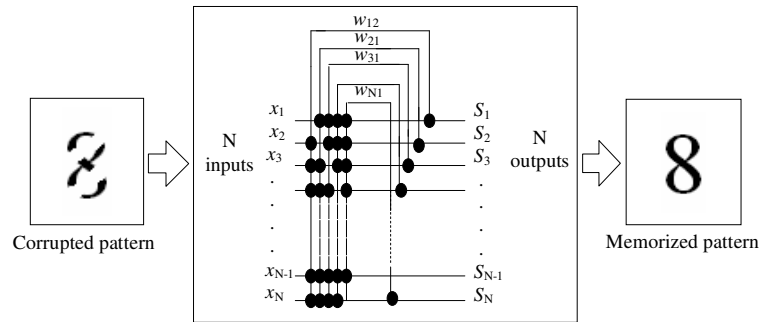 w12
w21
w31
wN1
x1 S1
x2 S2
x3 S3
. .
. .
. .
. .
xN-1 SN-1
xN SN
N
inputs
N
outputs
8
8
Corrupted pattern
Memorized pattern